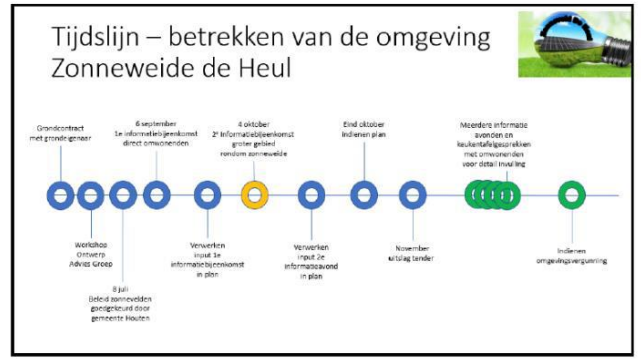 Tijdslijn – betrekken van de omgeving
Zonneweide de Heul
Grondcontract
met grondeigenaar
6 september
1e informatiebijeenkomst
direct omwonenden
4 oktober
2e informatiebijeenkomst
groter gebied
rondom zonneweide
Eind oktober
Indienen plan
Meerdere informatie
avonden en
keukentafelgesprekken
met omwonenden
voor detail invulling
Workshop
Ontwerp
Advies Groep
8 juli
Beleid zonnevelden
goedgekeurd door
gemeente Houten
Verwerken
input 1e
informatiebijeenkomst
in plan
Verwerken
input 2e
informatieavond
in plan
November
uitslag tender
Indienen
omgevingsvergunning